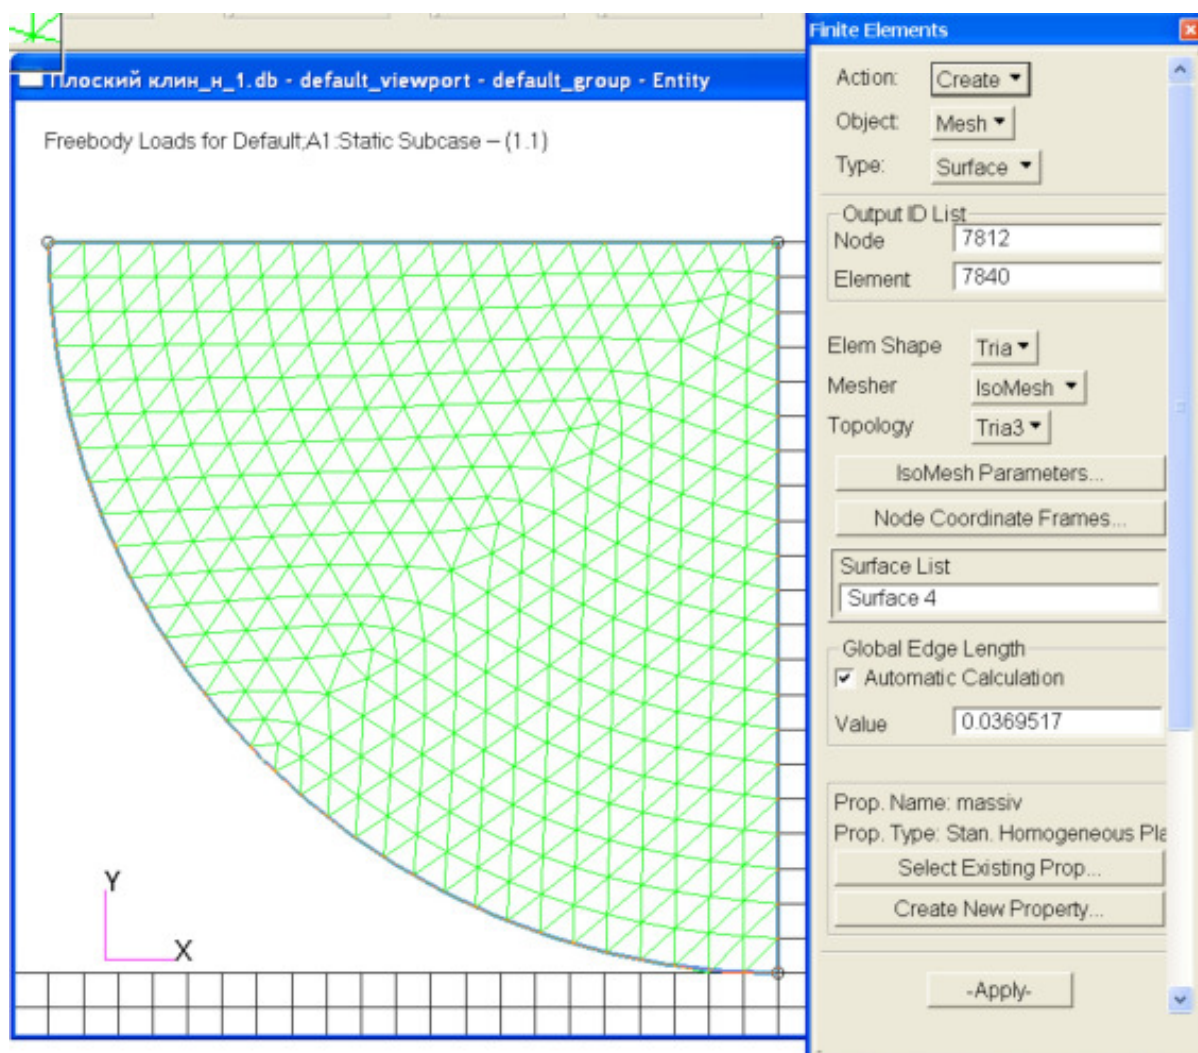 Finite Elements
Плоский клин_н_1.db - default_viewport - default_group - Entity
Freebody Loads for Default;A1:Static Subcase – (1.1)
Y
X
Action: Create
Object: Mesh
Type: Surface
Output ID List
Node 7812
Element 7840
Elem Shape Tria
Mesher IsoMesh
Topology Tria3
IsoMesh Parameters...
Node Coordinate Frames...
Surface List
Surface 4
Global Edge Length
Automatic Calculation
Value 0.0369517
Prop. Name: massiv
Prop. Type: Stan. Homogeneous Pla
Select Existing Prop...
Create New Property...
-Apply-